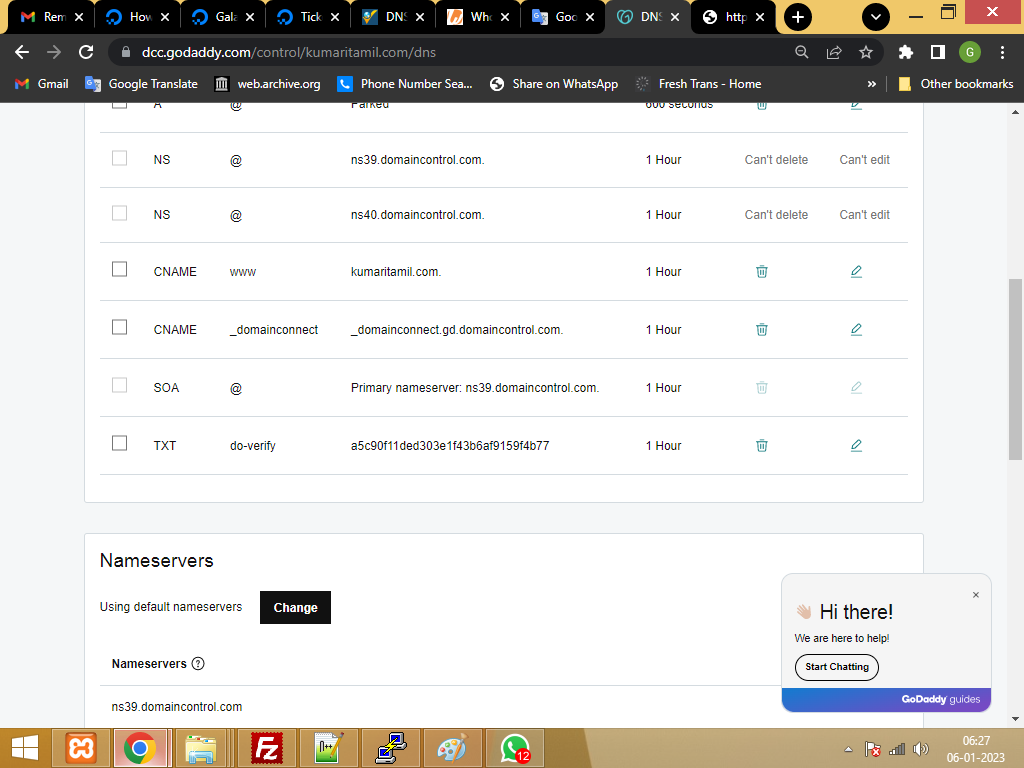 Rem
How
Gala
Tick
DNS
Who
Goo
DNS
http
dcc.godaddy.com/control/kumaritamil.com/dns
G
Gmail
Google Translate
web.archive.org
Phone Number Sea...
Share on WhatsApp
Fresh Trans - Home
»
Other bookmarks
A @ Parked 600 seconds
NS @ ns39.domaincontrol.com. 1 Hour Can't delete Can't edit
NS @ ns40.domaincontrol.com. 1 Hour Can't delete Can't edit
CNAME www kumaritamil.com. 1 Hour
CNAME _domainconnect _domainconnect.gd.domaincontrol.com. 1 Hour
SOA @ Primary nameserver: ns39.domaincontrol.com. 1 Hour
TXT do-verify a5c90f11ded303e1f43b6af9159f4b77 1 Hour
Nameservers
Using default nameservers
Change
Nameservers ?
ns39.domaincontrol.com
Hi there!
We are here to help!
Start Chatting
GoDaddy guides
12
06:27
06-01-2023